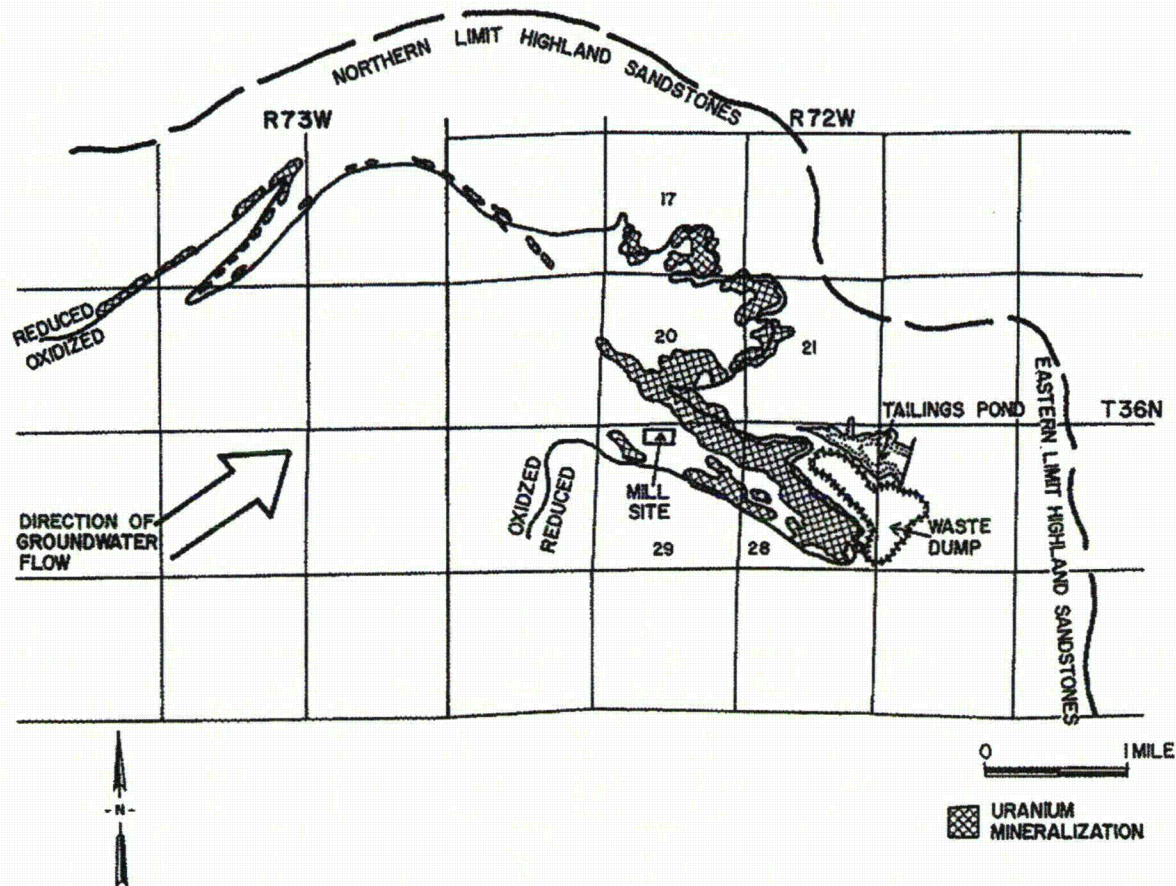 NORTHERN LIMIT HIGHLAND SANDSTONES
R73W
R72W
17
REDUCED
OXIDIZED
20
21
TAILINGS POND
T36N
EASTERN LIMIT HIGHLAND SANDSTONES
OXIDZED
REDUCED
MILL
SITE
DIRECTION OF
GROUNDWATER
FLOW
WASTE
DUMP
29
28
0
1 MILE
-N-
URANIUM
MINERALIZATION